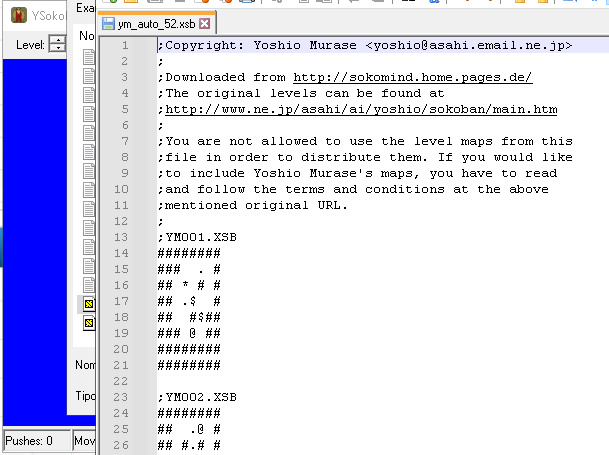 YSoko
Level:
Exa
No
Nom
Tipo
Pushes: 0
Mov
ym_auto_52.xsb
1 ;Copyright: Yoshio Murase <yoshio@asahi.email.ne.jp>
2 ;
3 ;Downloaded from http://sokomind.home.pages.de/
4 ;The original levels can be found at
5 ;http://www.ne.jp/asahi/ai/yoshio/sokoban/main.htm
6 ;
7 ;You are not allowed to use the level maps from this
8 ;file in order to distribute them. If you would like
9 ;to include Yoshio Murase's maps, you have to read
10 ;and follow the terms and conditions at the above
11 ;mentioned original URL.
12 ;
13 ;YM001.XSB
14 ########
15 ###  . #
16 ## * # #
17 ## .$  #
18 ##  #$##
19 ### @ ##
20 ########
21 ########
22
23 ;YM002.XSB
24 ########
25 ##  .@ #
26 ## #.# #